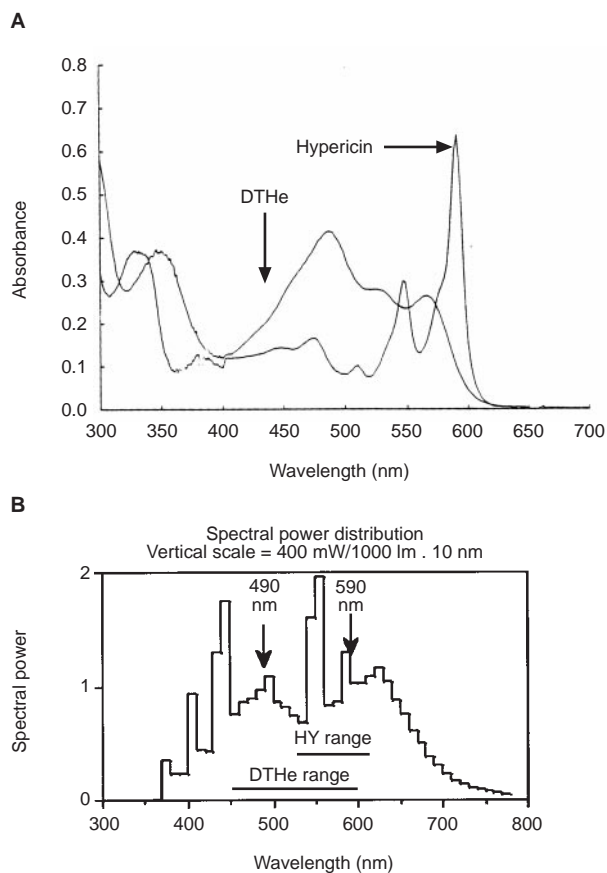 A
0.8
0.7
0.6
0.5
0.4
0.3
0.2
0.1
0.0
Absorbance
Hypericin
DTHe
300 350 400 450 500 550 600 650 700
Wavelength (nm)
B
Spectral power distribution
Vertical scale = 400 mW/1000 lm . 10 nm
2
1
0
Spectral power
490
nm
590
nm
HY range
DTHe range
300 400 500 600 700 800
Wavelength (nm)